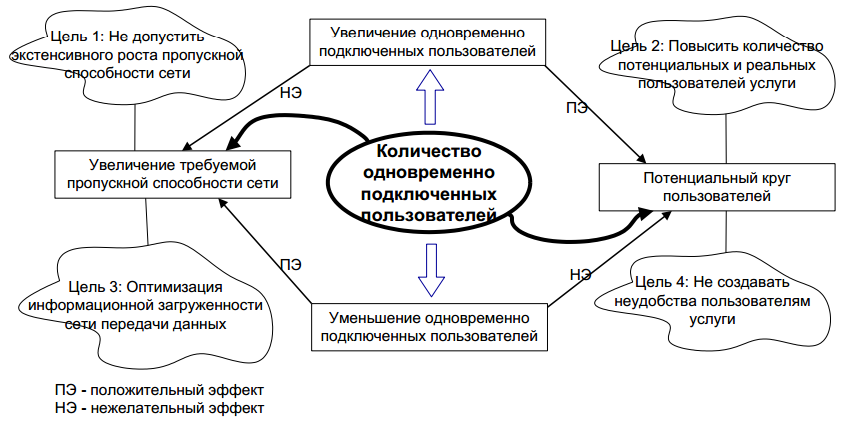 Цель 1: Не допустить
экстенсивного роста пропускной
способности сети
Увеличение одновременно
подключенных пользователей
Цель 2: Повысить количество
потенциальных и реальных
пользователей услуги
НЭ
ПЭ
Увеличение требуемой
пропускной способности сети
Количество
одновременно
подключенных
пользователей
Потенциальный круг
пользователей
ПЭ
НЭ
Цель 3: Оптимизация
информационной загруженности
сети передачи данных
Уменьшение одновременно
подключенных пользователей
Цель 4: Не создавать
неудобства пользователям
услуги
ПЭ - положительный эффект
НЭ - нежелательный эффект